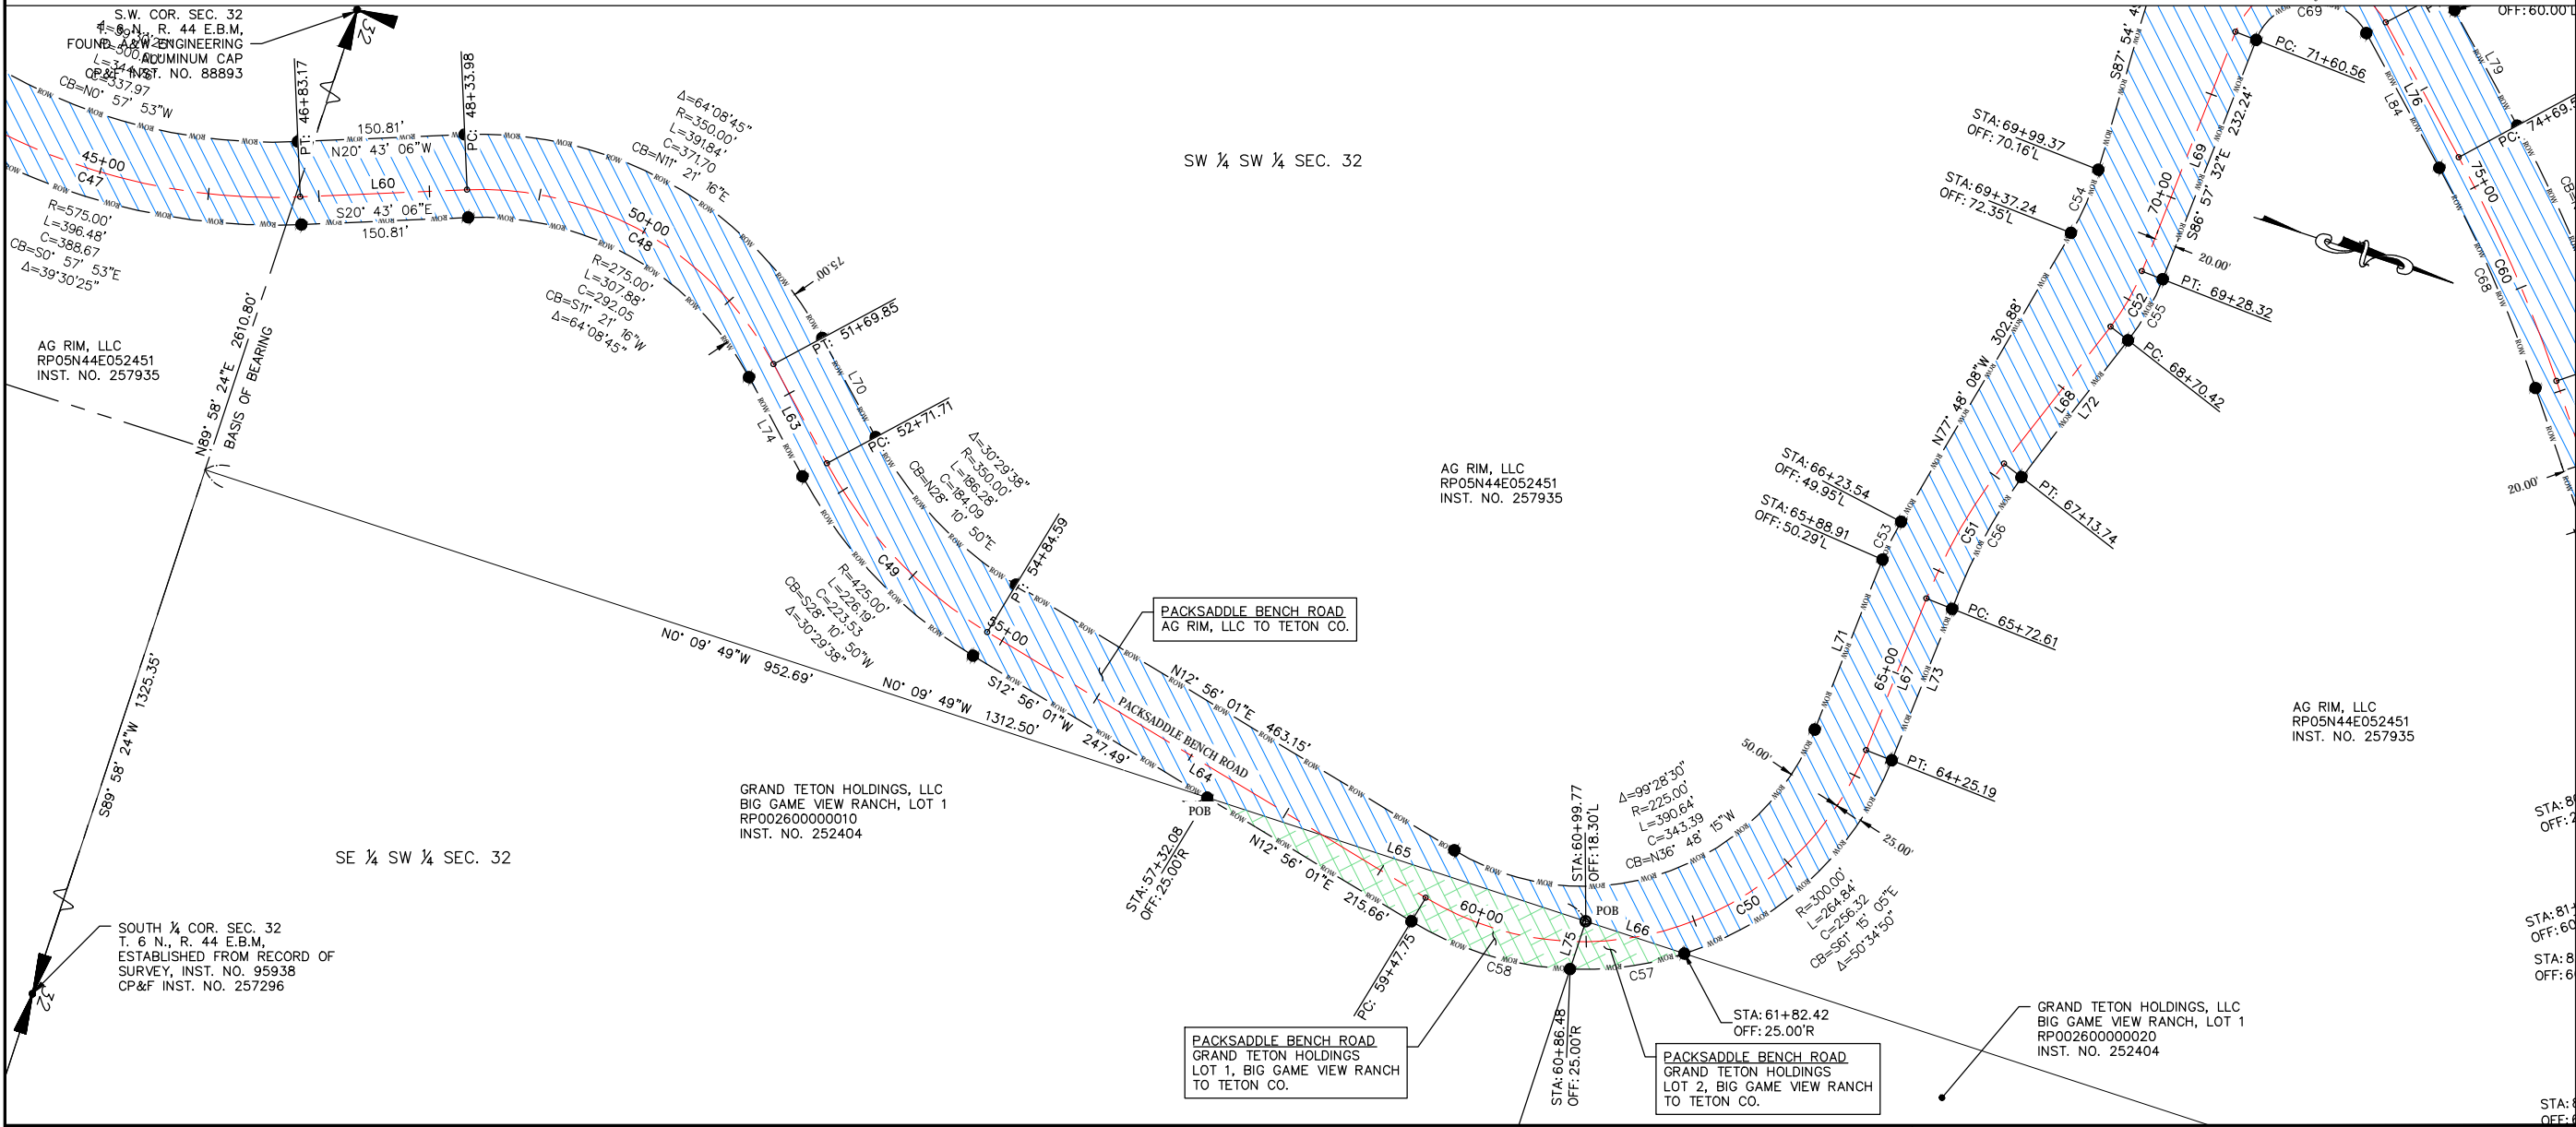 S.W. COR. SEC. 32
T. 6 N., R. 44 E.B.M,
FOUND A&W ENGINEERING
ALUMINUM CAP
CP&F INST. NO. 88893
L=344.76'
C=337.97
CB=N0° 57' 53"W
32
PT: 46+83.17
PC: 48+33.98
150.81'
N20° 43' 06"W
L60
S20° 43' 06"E
150.81'
45+00
C47
R=575.00'
L=396.48'
C=388.67
CB=S0° 57' 53"E
Δ=39°30'25"
Δ=64°08'45"
R=350.00'
L=391.84'
C=371.70
CB=N11° 21' 16"E
50+00
C48
R=275.00'
L=307.88'
C=292.05
CB=S11° 21' 16"W
Δ=64°08'45"
75.00'
PT: 51+69.85
L70
L63
L74
PC: 52+71.71
Δ=30°29'38"
R=350.00'
L=186.28'
C=184.09
CB=N28° 10' 50"E
C49
R=425.00'
L=226.19'
C=223.53
CB=S28° 10' 50"W
Δ=30°29'38"
PT: 54+84.59
55+00
SW ¼ SW ¼ SEC. 32
AG RIM, LLC
RP05N44E052451
INST. NO. 257935
N89° 58' 24"E 2610.80'
BASIS OF BEARING
S89° 58' 24"W 1325.35'
N0° 09' 49"W 952.69'
N0° 09' 49"W 1312.50'
S12° 56' 01"W 247.49'
PACKSADDLE BENCH ROAD
AG RIM, LLC TO TETON CO.
N12° 56' 01"E 463.15'
PACKSADDLE BENCH ROAD
L64
POB
STA: 57+32.08
OFF: 25.00'R
N12° 56' 01"E 215.66'
L65
GRAND TETON HOLDINGS, LLC
BIG GAME VIEW RANCH, LOT 1
RP002600000010
INST. NO. 252404
SE ¼ SW ¼ SEC. 32
SOUTH ¼ COR. SEC. 32
T. 6 N., R. 44 E.B.M,
ESTABLISHED FROM RECORD OF
SURVEY, INST. NO. 95938
CP&F INST. NO. 257296
32
PC: 59+47.75
60+00
C58
L75
STA: 60+99.77
OFF: 18.30'L
POB
L66
C57
STA: 60+86.48
OFF: 25.00'R
STA: 61+82.42
OFF: 25.00'R
PACKSADDLE BENCH ROAD
GRAND TETON HOLDINGS
LOT 1, BIG GAME VIEW RANCH
TO TETON CO.
PACKSADDLE BENCH ROAD
GRAND TETON HOLDINGS
LOT 2, BIG GAME VIEW RANCH
TO TETON CO.
Δ=99°28'30"
R=225.00'
L=390.64'
C=343.39
CB=N36° 48' 15"W
C50
R=300.00'
L=264.84'
C=256.32
CB=S61° 15' 05"E
Δ=50°34'50"
50.00'
25.00'
PT: 64+25.19
65+00
L67
L73
L71
PC: 65+72.61
C53
C51
C56
STA: 65+88.91
OFF: 50.29'L
STA: 66+23.54
OFF: 49.95'L
PT: 67+13.74
N77° 48' 08"W 302.88'
L68
L72
PC: 68+70.42
C52
C55
PT: 69+28.32
20.00'
STA: 69+37.24
OFF: 72.35'L
STA: 69+99.37
OFF: 70.16'L
C54
70+00
L69
S86° 57' 32"E 232.24'
S87° 54'
PC: 71+60.56
C69
L84
L76
L79
OFF: 60.00'L
75+00
C60
C68
20.00'
AG RIM, LLC
RP05N44E052451
INST. NO. 257935
AG RIM, LLC
RP05N44E052451
INST. NO. 257935
GRAND TETON HOLDINGS, LLC
BIG GAME VIEW RANCH, LOT 1
RP002600000020
INST. NO. 252404